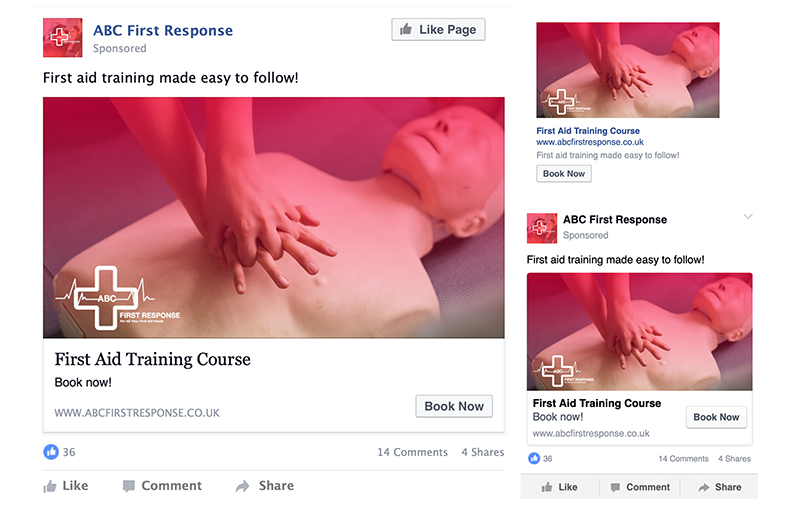 ABC First Response
Sponsored
Like Page
First aid training made easy to follow!
ABC
FIRST RESPONSE
For All Your First Aid Needs
First Aid Training Course
Book now!
WWW.ABCFIRSTRESPONSE.CO.UK
Book Now
36
14 Comments 4 Shares
Like Comment Share
ABC
FIRST RESPONSE
First Aid Training Course
www.abcfirstresponse.co.uk
First aid training made easy to follow!
Book Now
ABC First Response
Sponsored
First aid training made easy to follow!
ABC
FIRST RESPONSE
First Aid Training Course
Book now!
www.abcfirstresponse.co.uk
Book Now
36
14 Comments 4 Shares
Like Comment Share